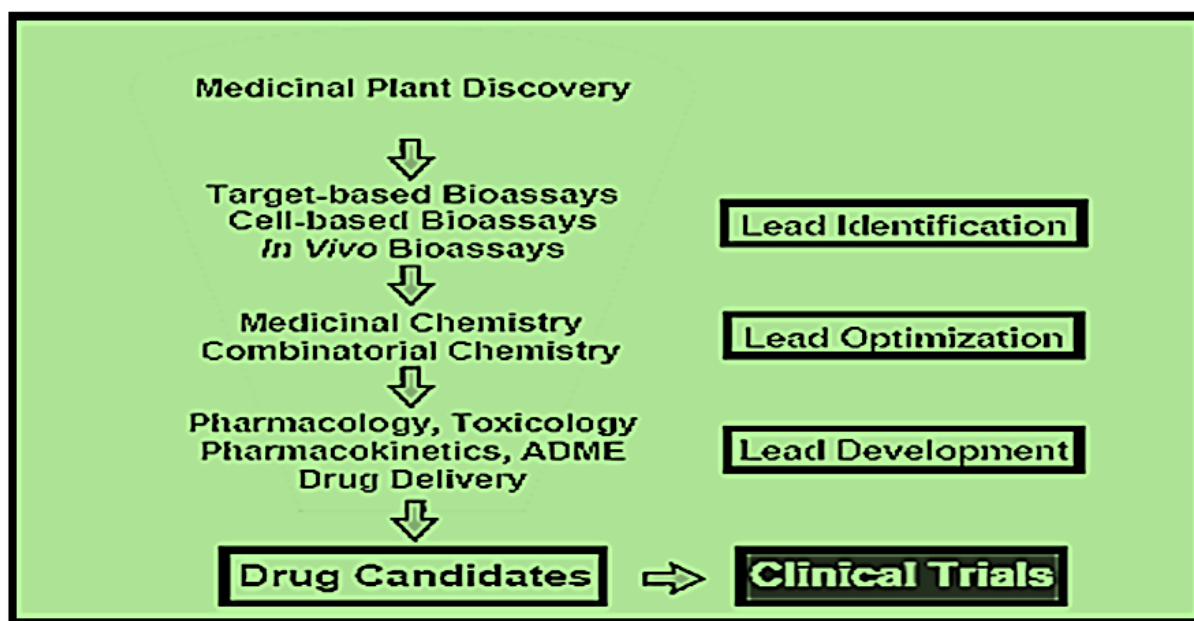 Medicinal Plant Discovery
Target-based Bioassays
Cell-based Bioassays
In Vivo Bioassays
Lead Identification
Medicinal Chemistry
Combinatorial Chemistry
Lead Optimization
Pharmacology, Toxicology
Pharmacokinetics, ADME
Drug Delivery
Lead Development
Drug Candidates
Clinical Trials